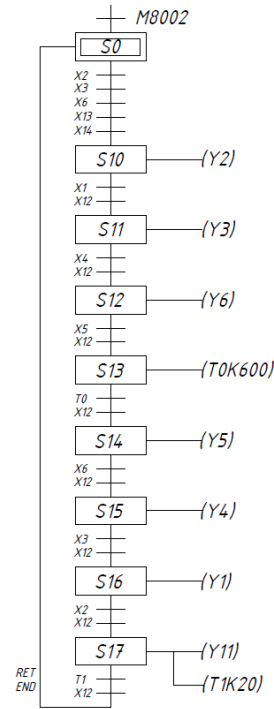 M8002
S0
X2
X3
X6
X13
X14
S10 (Y2)
X1
X12
S11 (Y3)
X4
X12
S12 (Y6)
X5
X12
S13 (T0K600)
T0
X12
S14 (Y5)
X6
X12
S15 (Y4)
X3
X12
S16 (Y1)
X2
X12
S17 (Y11)
(T1K20)
RET
END
T1
X12